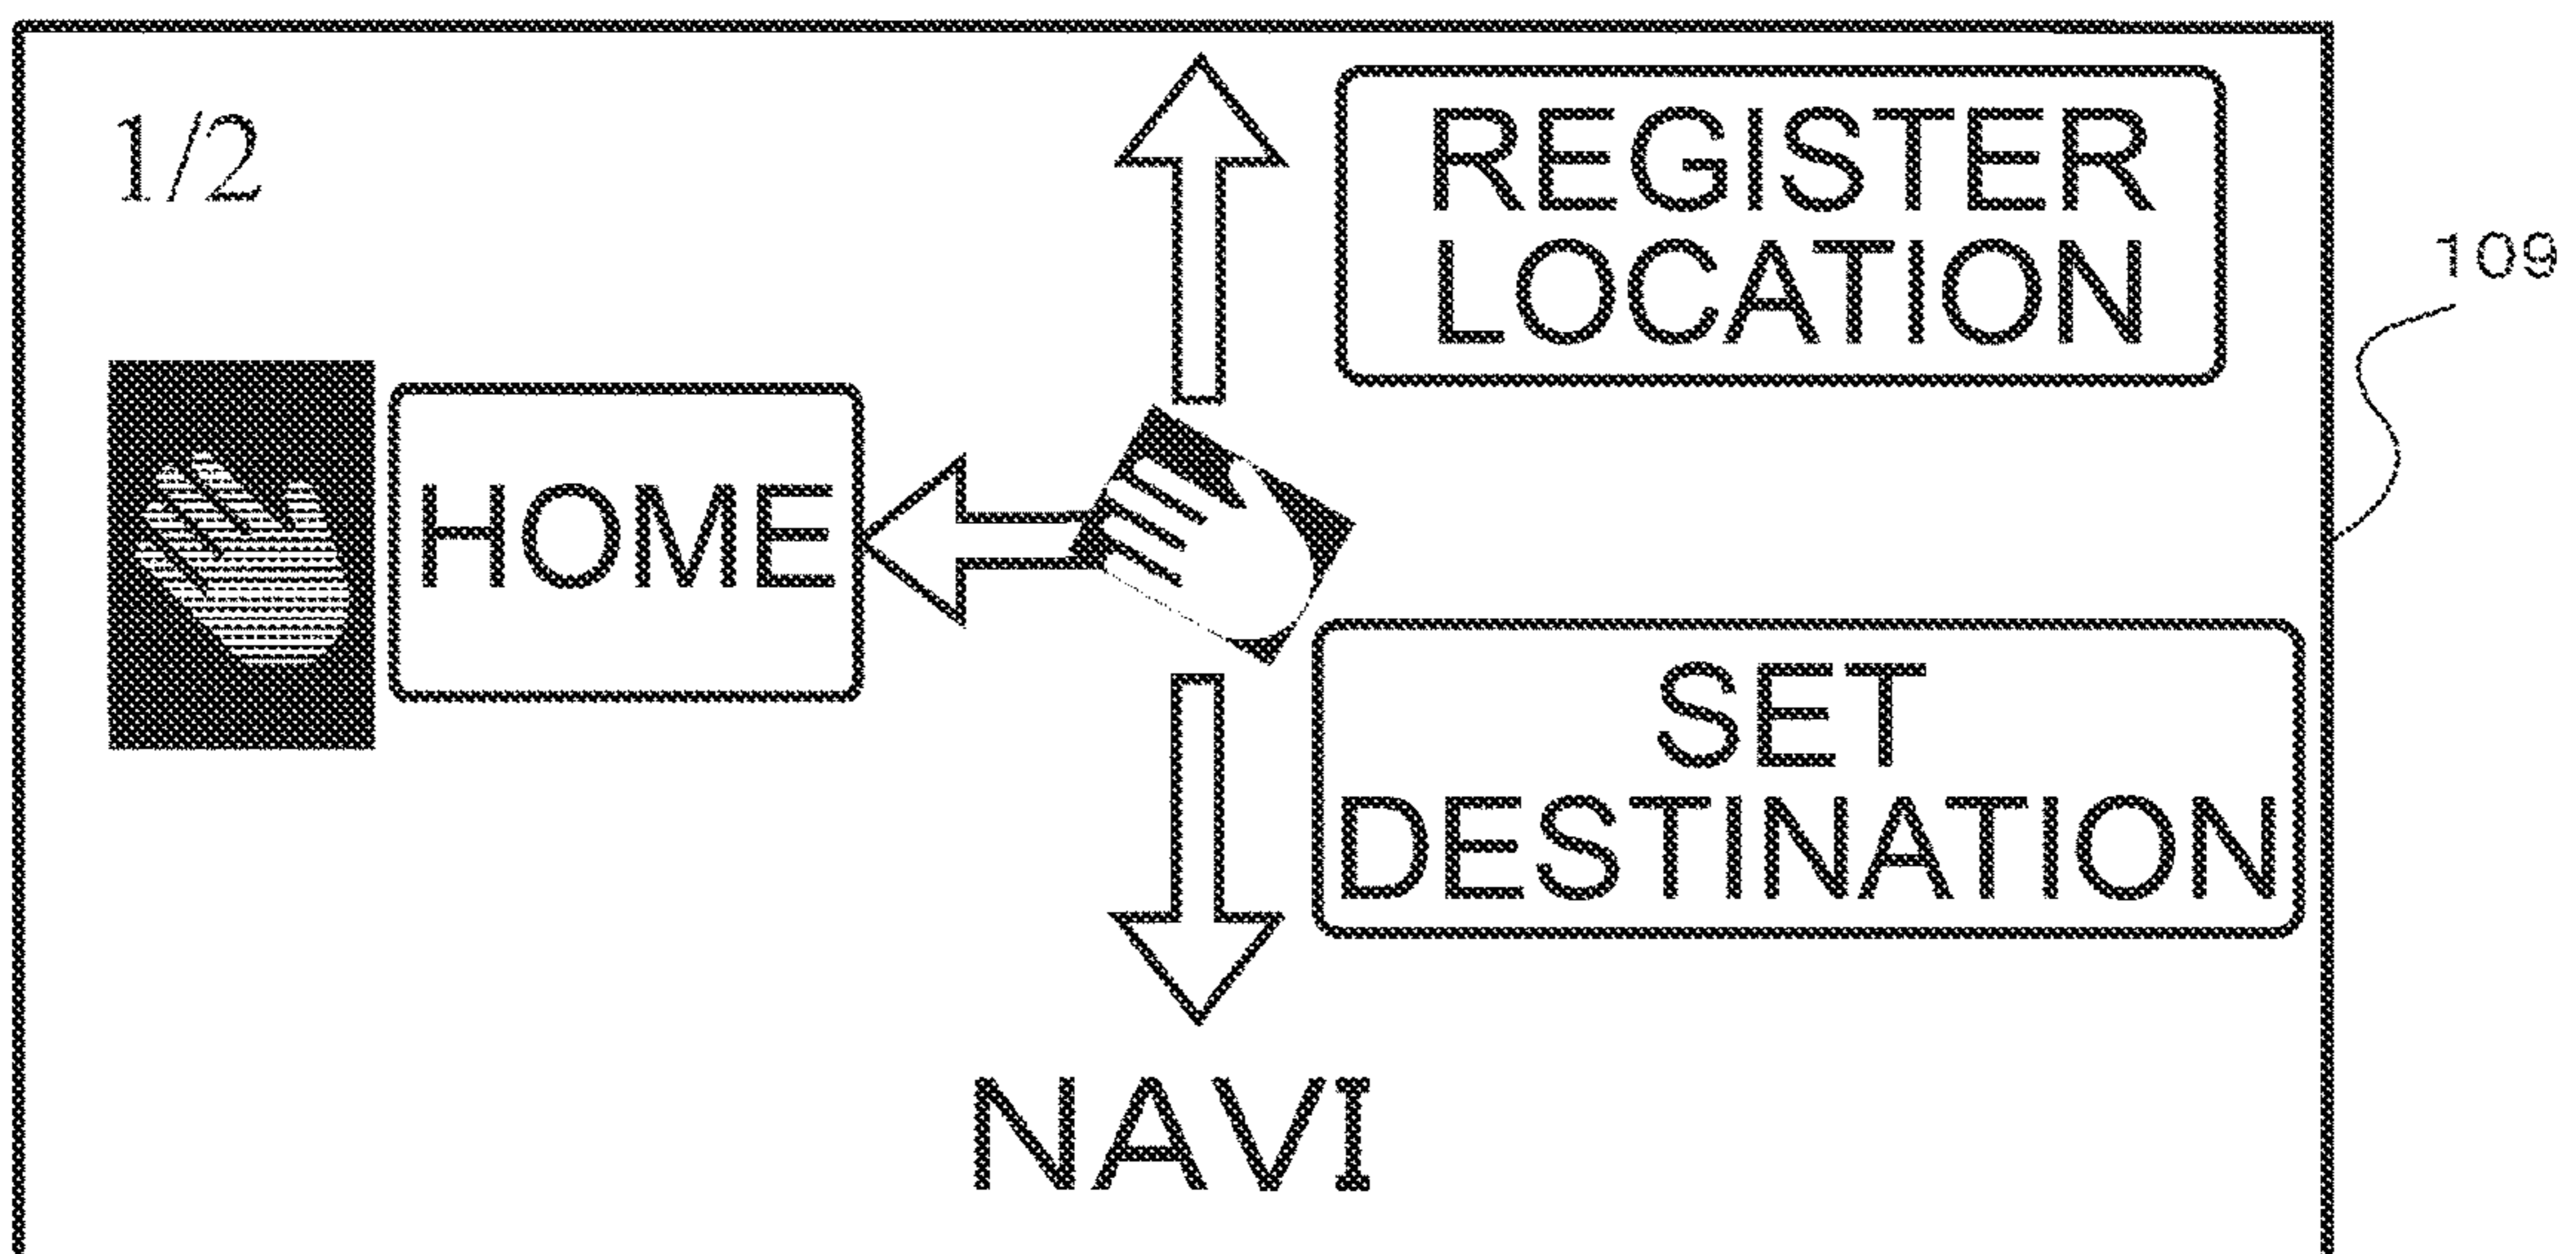 1/2
REGISTER
LOCATION
109
HOME
SET
DESTINATION
NAVI